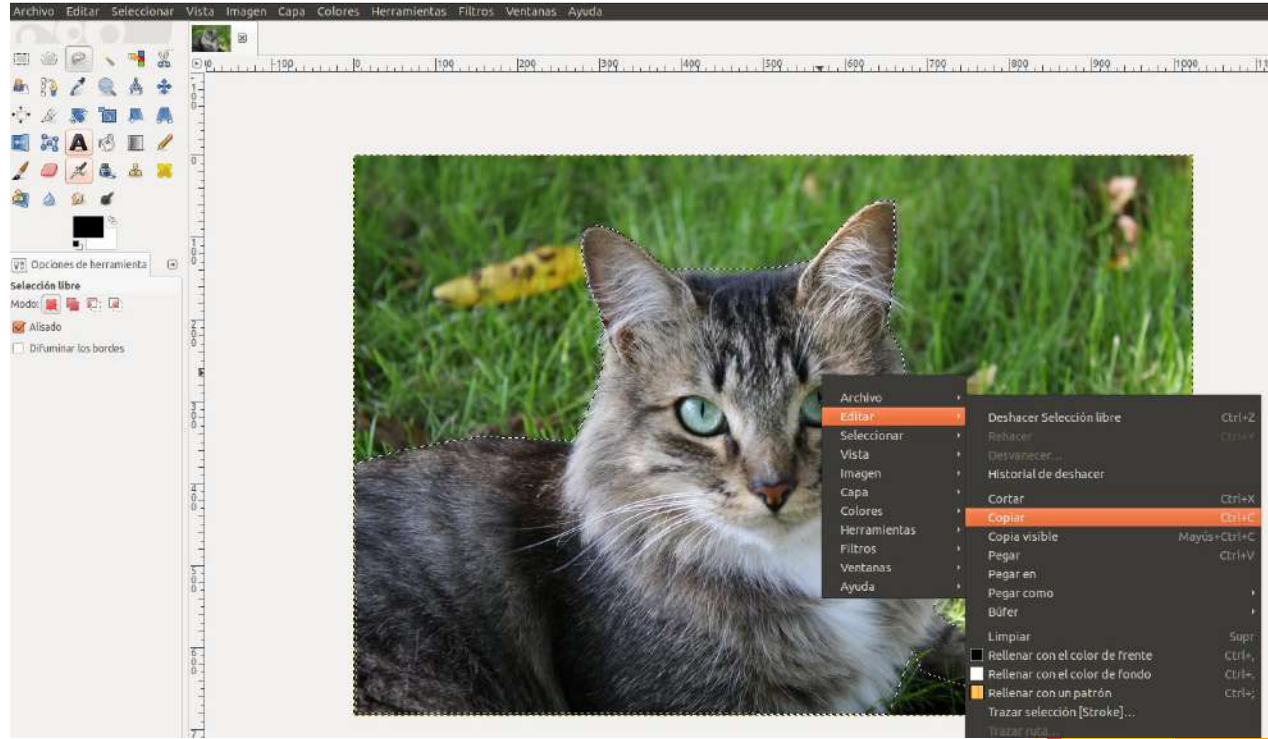 Archivo Editar Seleccionar Vista Imagen Capa Colores Herramientas Filtros Ventanas Ayuda
Opciones de herramienta
Selección libre
Modo:
Alisado
Difuminar los bordes
Archivo
Editar
Seleccionar
Vista
Imagen
Capa
Colores
Herramientas
Filtros
Ventanas
Ayuda
Deshacer Selección libre Ctrl+Z
Rehacer Ctrl+Y
Desvanecer...
Historial de deshacer
Cortar Ctrl+X
Copiar Ctrl+C
Copia visible Mayús+Ctrl+C
Pegar Ctrl+V
Pegar en
Pegar como
Búfer
Limpiar Supr
Rellenar con el color de frente Ctrl+,
Rellenar con el color de fondo Ctrl+.
Rellenar con un patrón Ctrl+;
Trazar selección [Stroke]...
Trazar ruta...